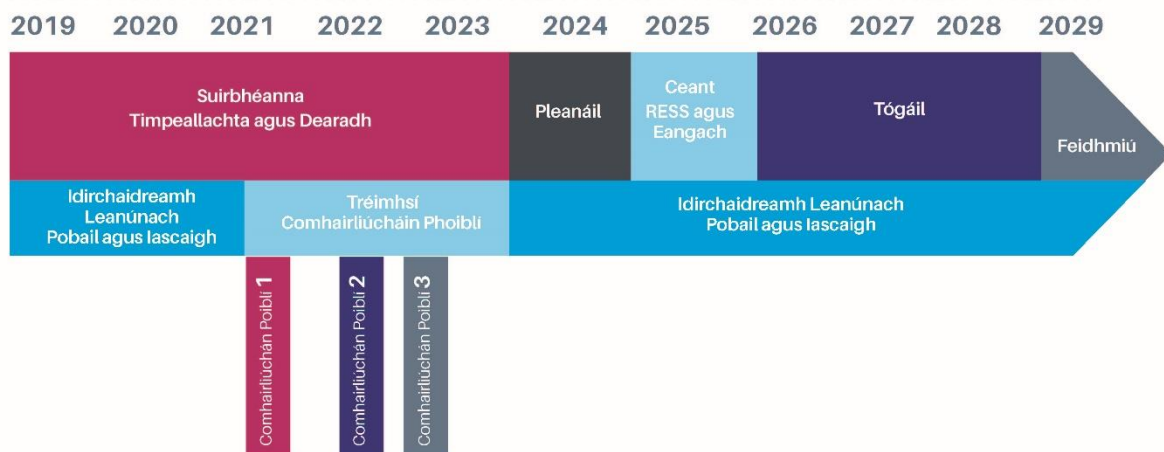 2019 2020 2021 2022 2023 2024 2025 2026 2027 2028 2029
Suirbhéanna
Timpeallachta agus Dearadh
Pleanáil
Ceant
RESS agus
Eangach
Tógáil
Feidhmiú
Idirchaidreamh
Leanúnach
Pobail agus Iascaigh
Tréimhsí
Comhairliúcháin Phoiblí
Idirchaidreamh Leanúnach
Pobail agus Iascaigh
Comhairliúchán Poiblí 1
Comhairliúchán Poiblí 2
Comhairliúchán Poiblí 3